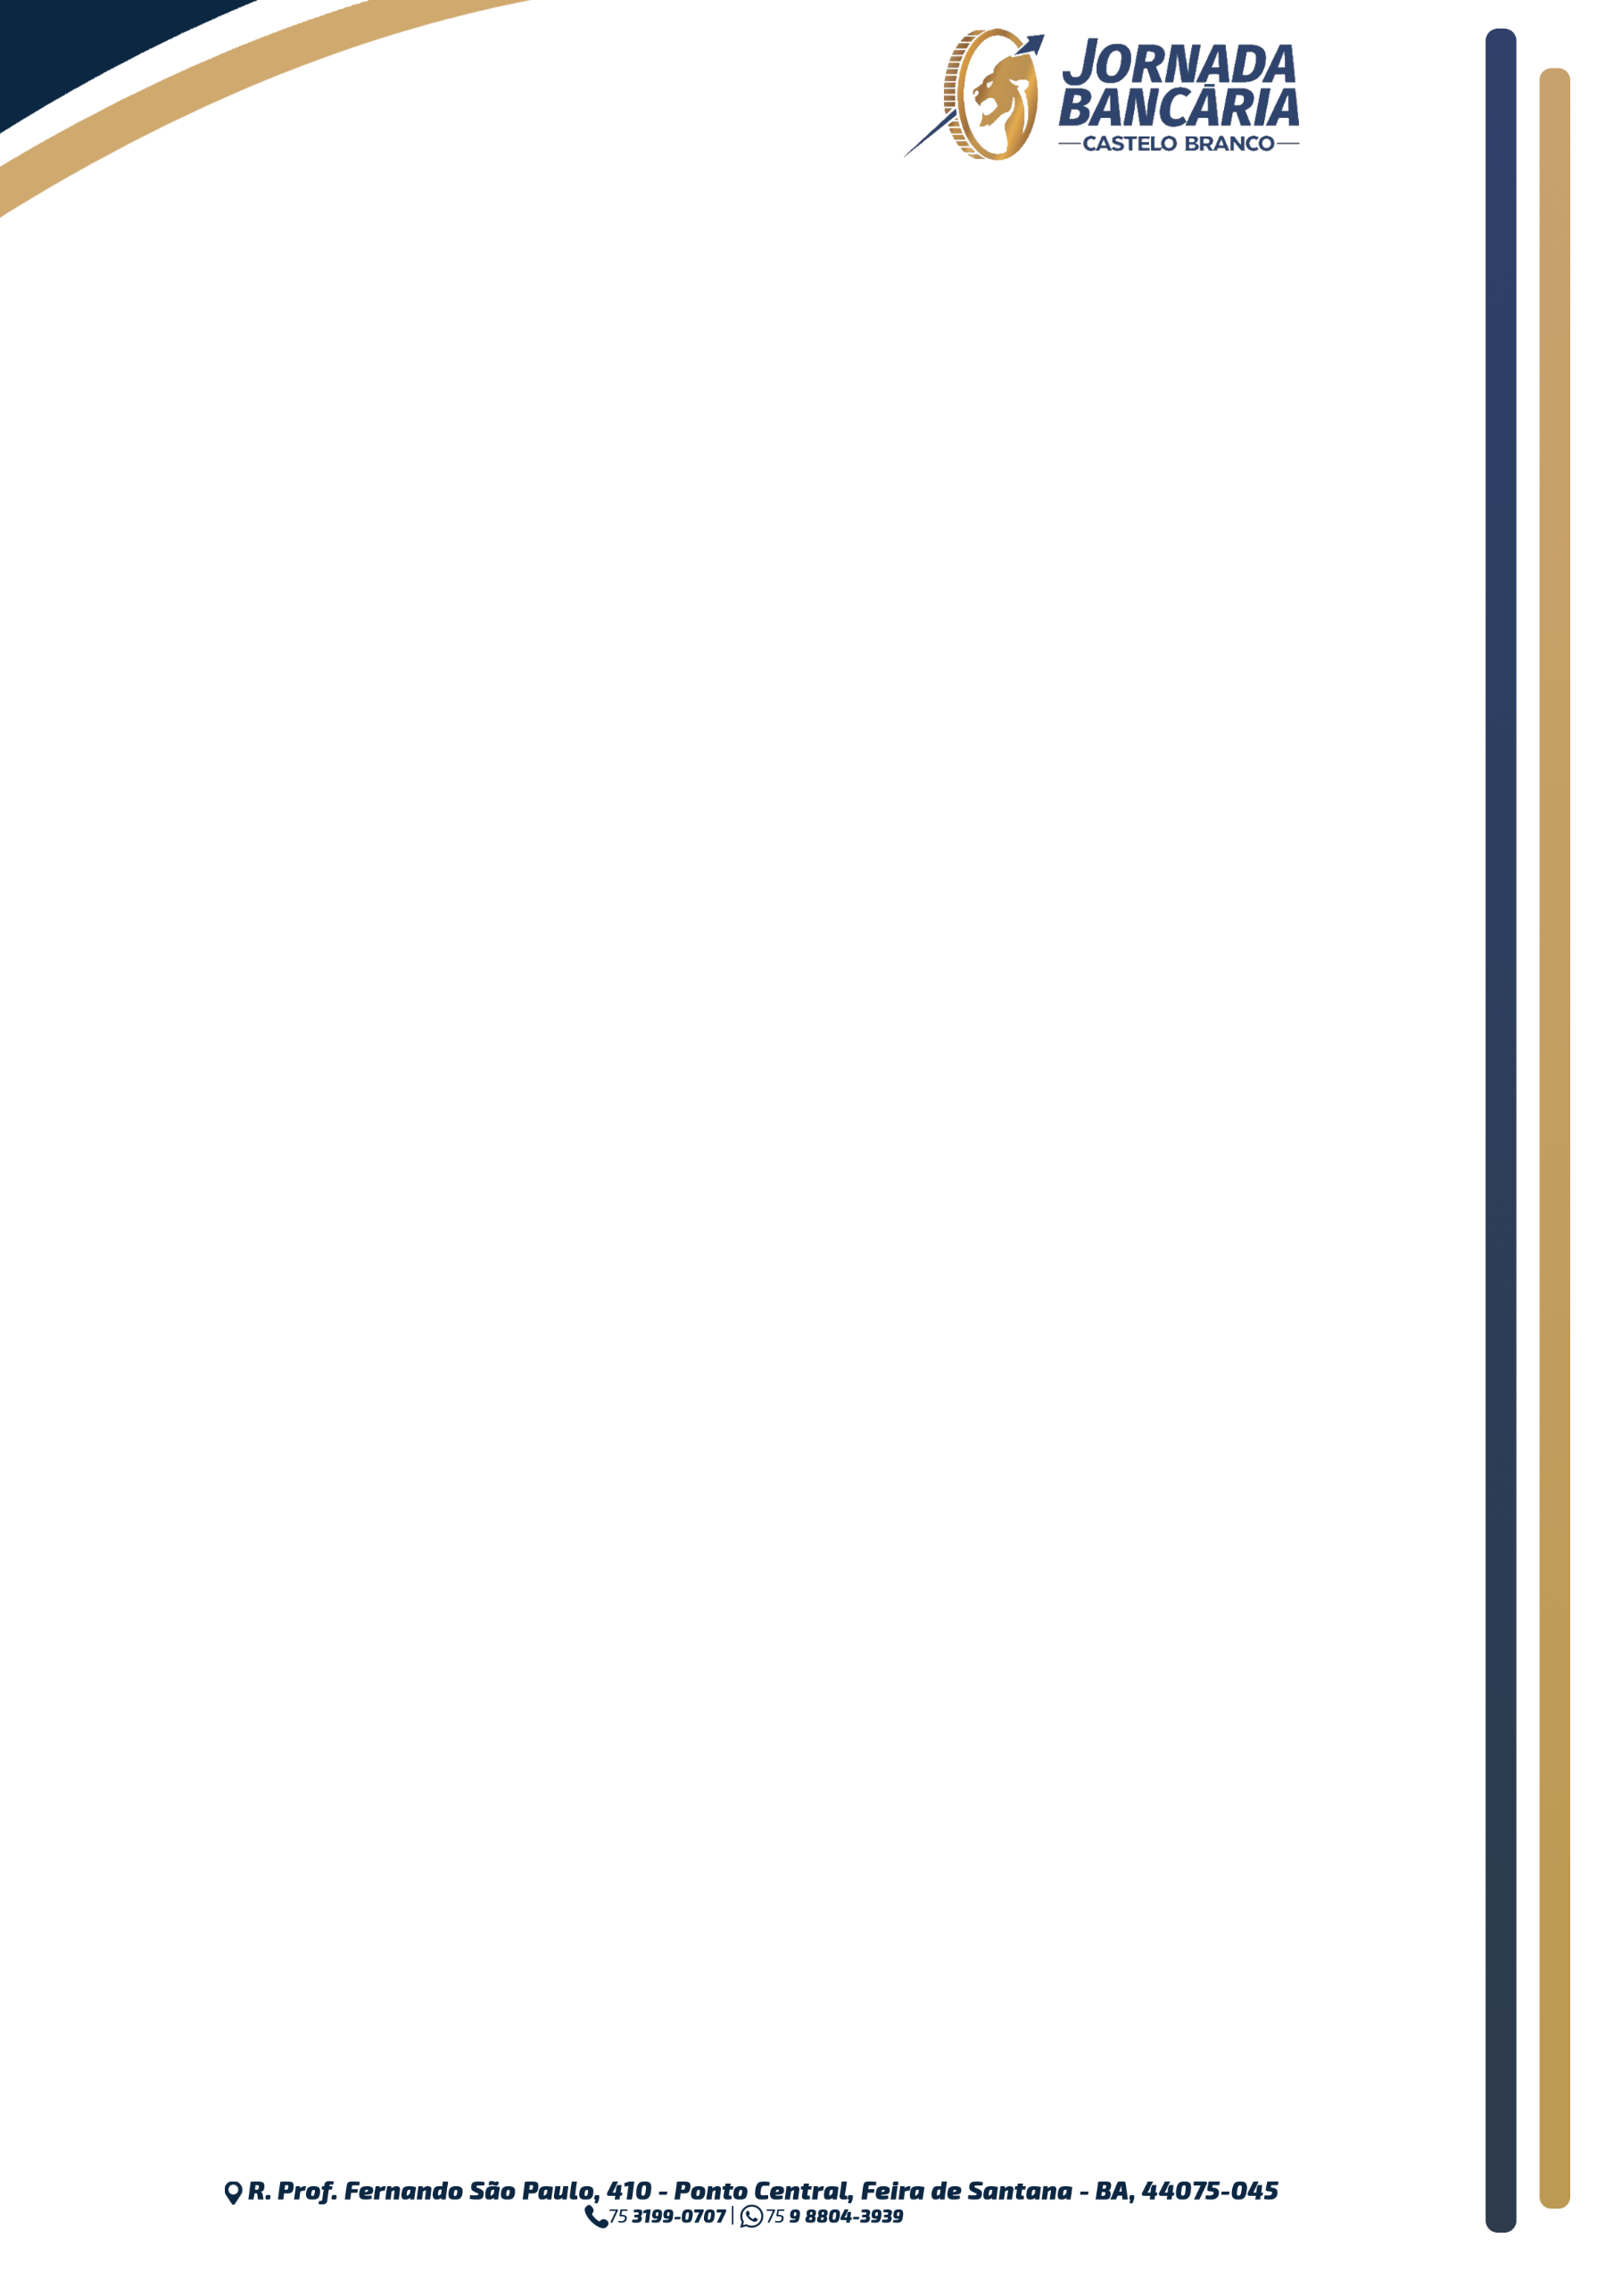 JORNADA
BANCÁRIA
CASTELO BRANCO
R. Prof. Fernando São Paulo, 410 - Ponto Central, Feira de Santana - BA, 44075-045
75 3199-0707 | 75 9 8804-3939